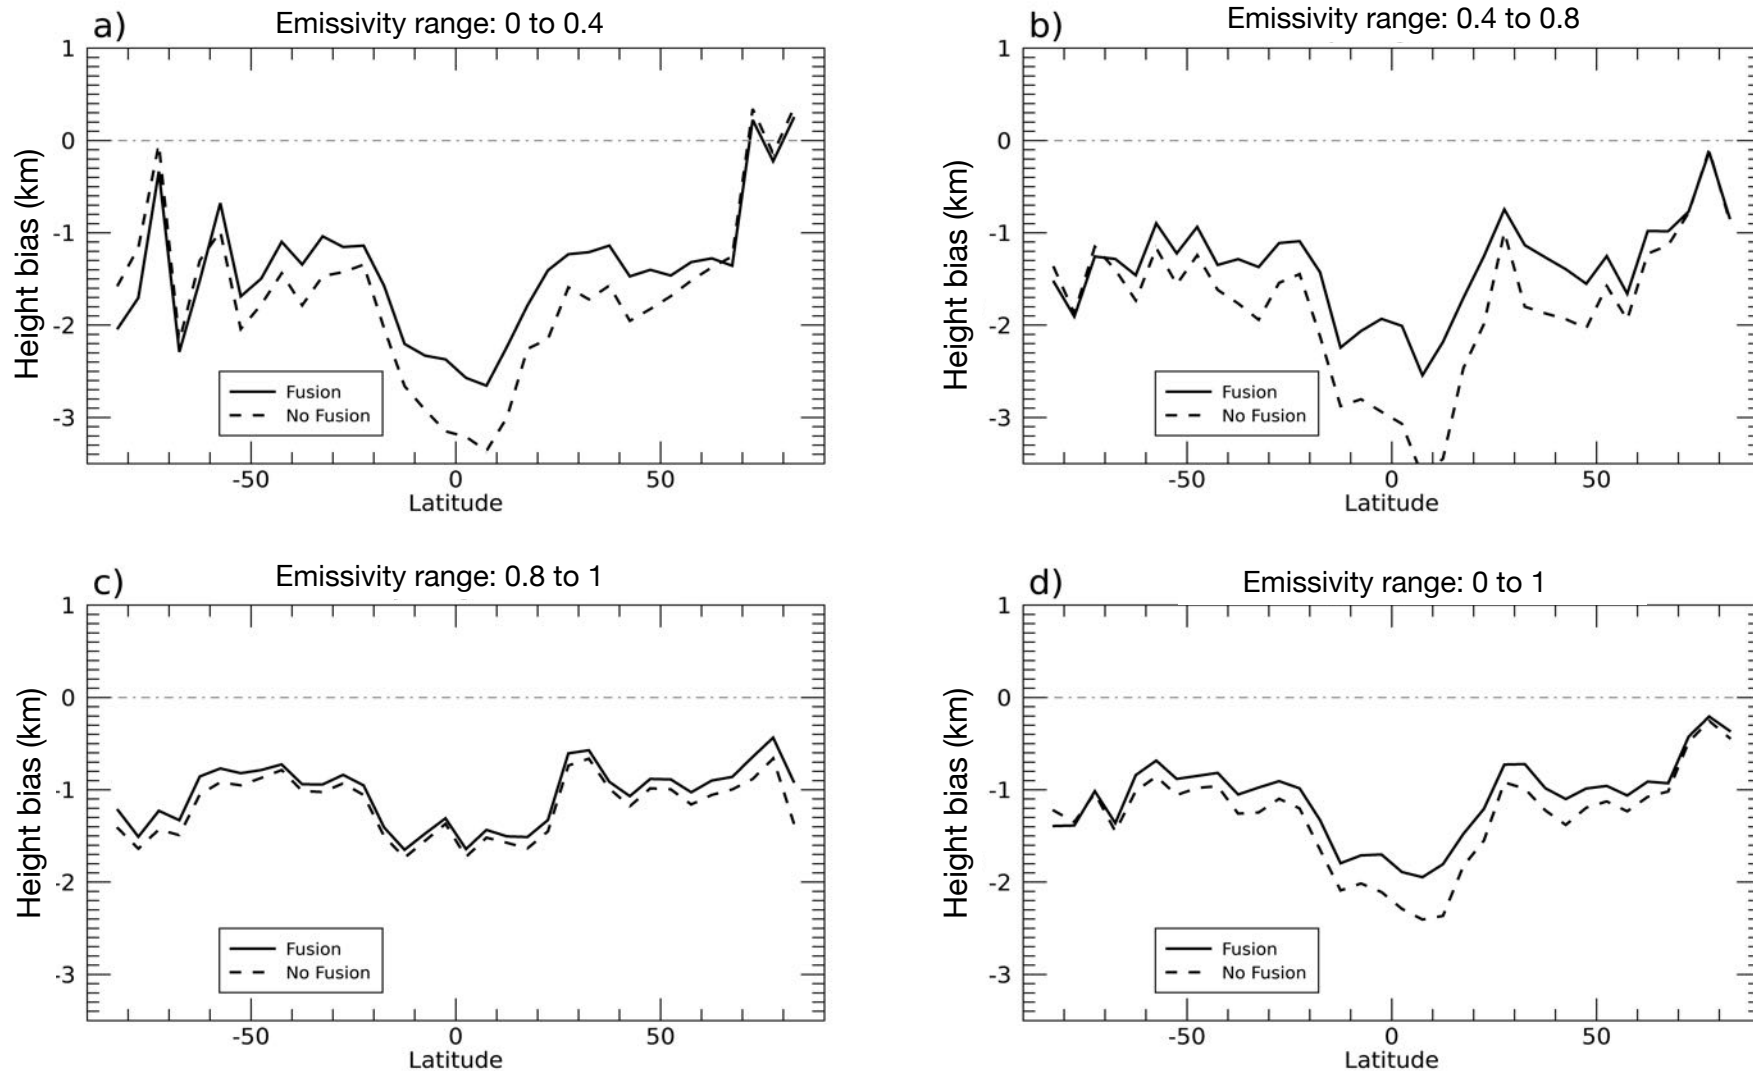 a) Emissivity range: 0 to 0.4
1
0
-1
-2
-3
Height bias (km)
Fusion
No Fusion
-50 0 50
Latitude
b) Emissivity range: 0.4 to 0.8
1
0
-1
-2
-3
Height bias (km)
Fusion
No Fusion
-50 0 50
Latitude
c) Emissivity range: 0.8 to 1
1
0
-1
-2
-3
Height bias (km)
Fusion
No Fusion
-50 0 50
Latitude
d) Emissivity range: 0 to 1
1
0
-1
-2
-3
Height bias (km)
Fusion
No Fusion
-50 0 50
Latitude